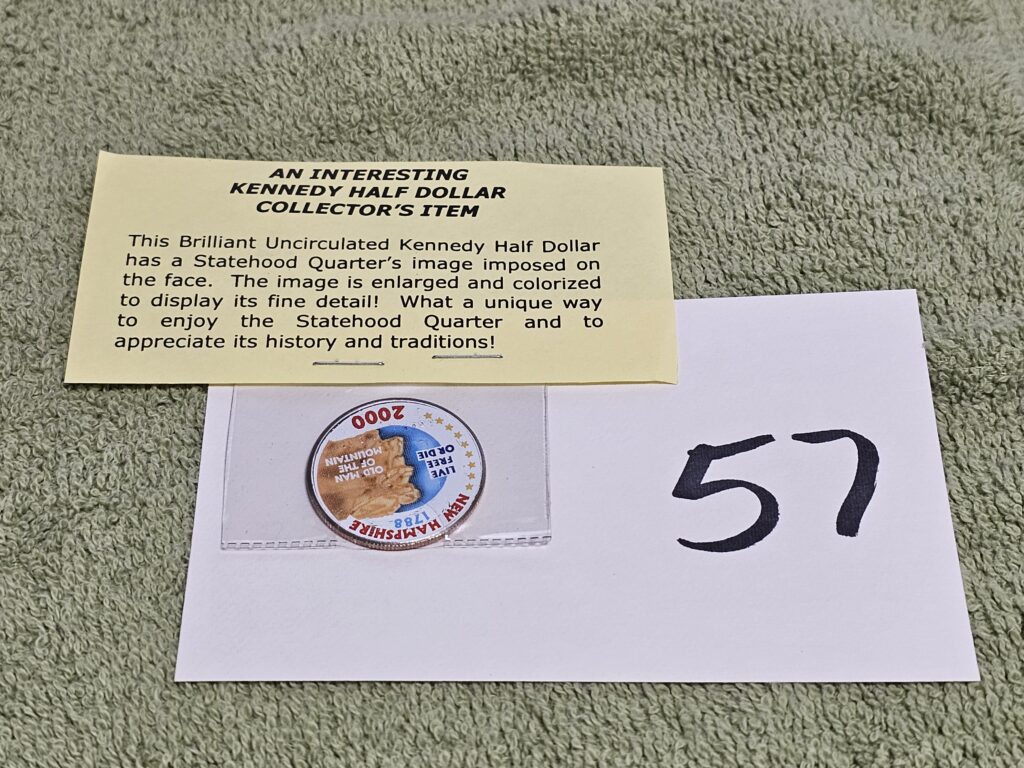 AN INTERESTING
KENNEDY HALF DOLLAR
COLLECTOR'S ITEM
This Brilliant Uncirculated Kennedy Half Dollar
has a Statehood Quarter's image imposed on
the face. The image is enlarged and colorized
to display its fine detail! What a unique way
to enjoy the Statehood Quarter and to
appreciate its history and traditions!
NEW HAMPSHIRE
1788
LIVE
FREE
OR DIE
OLD MAN
OF THE
MOUNTAIN
2000
57